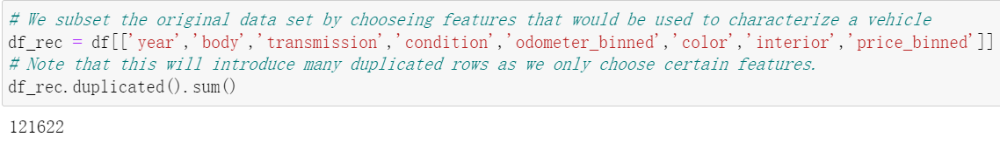 # We subset the original data set by chooseing features that would be used to characterize a vehicle
df_rec = df[['year','body','transmission','condition','odometer_binned','color','interior','price_binned']]
# Note that this will introduce many duplicated rows as we only choose certain features.
df_rec.duplicated().sum()
121622